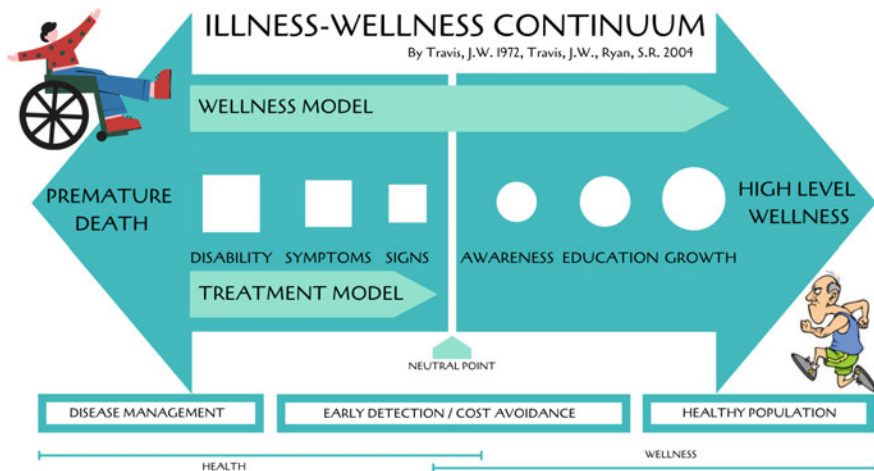 ILLNESS-WELLNESS CONTINUUM
By Travis, J.W. 1972, Travis, J.W., Ryan, S.R. 2004
WELLNESS MODEL
PREMATURE
DEATH
HIGH LEVEL
WELLNESS
DISABILITY SYMPTOMS SIGNS AWARENESS EDUCATION GROWTH
TREATMENT MODEL
NEUTRAL POINT
DISEASE MANAGEMENT
EARLY DETECTION / COST AVOIDANCE
HEALTHY POPULATION
HEALTH
WELLNESS